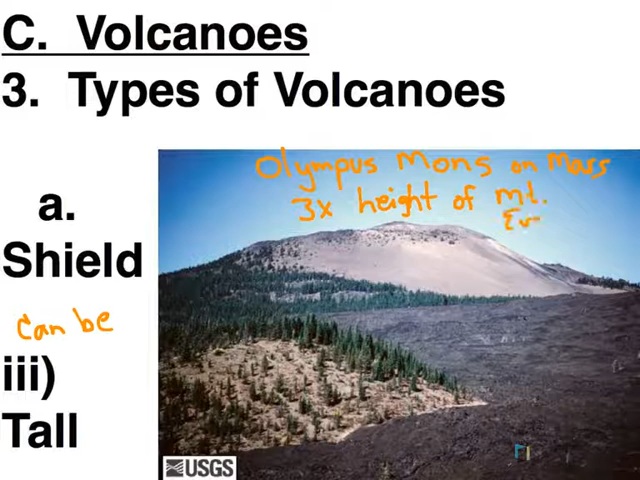 C. Volcanoes
3. Types of Volcanoes
Olympus Mons on Mars
3x height of mt.
a.
Shield
can be
iii)
Tall
USGS